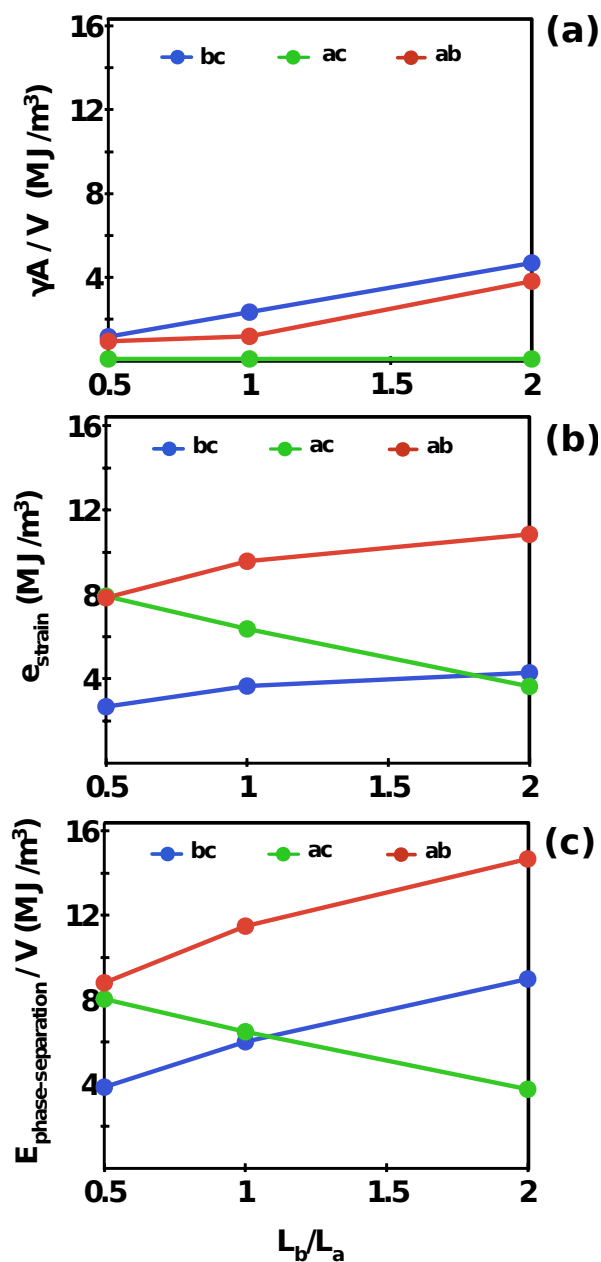 (a)
16
bc ac ab
12
8
4
γA / V (MJ/m³)
0.5 1 1.5 2
(b)
16
bc ac ab
12
8
4
e_strain (MJ/m³)
0.5 1 1.5 2
(c)
16
bc ac ab
12
8
4
E_phase-separation / V (MJ/m³)
0.5 1 1.5 2
L_b/L_a